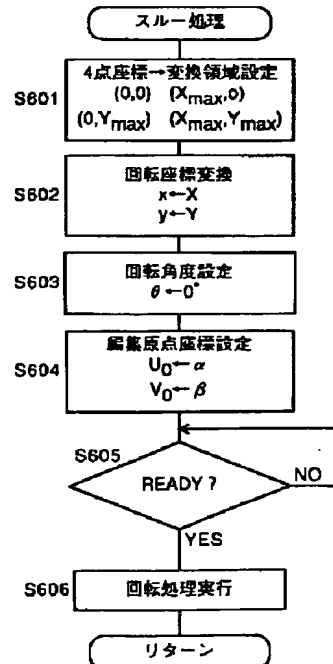 スルー処理
S601
4点座標→変換領域設定
(0,0) (Xmax,o)
(0,Ymax) (Xmax,Ymax)
S602
回転座標変換
x←X
y←Y
S603
回転角度設定
θ←0°
S604
編集原点座標設定
U0←α
V0←β
S605
READY ?
NO
YES
S606
回転処理実行
リターン